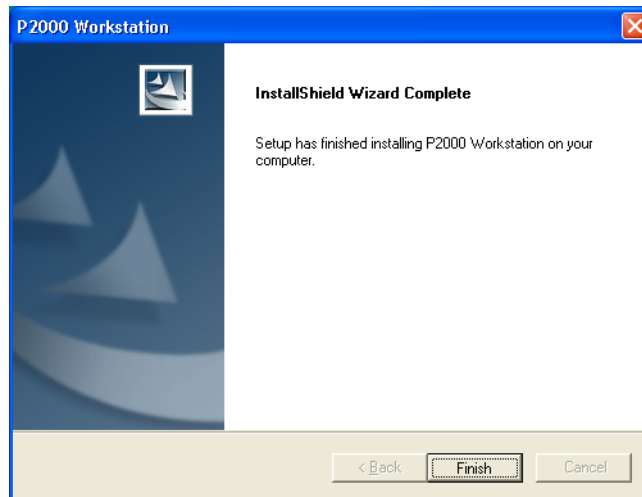 P2000 Workstation
InstallShield Wizard Complete
Setup has finished installing P2000 Workstation on your
computer.
< Back
Finish
Cancel